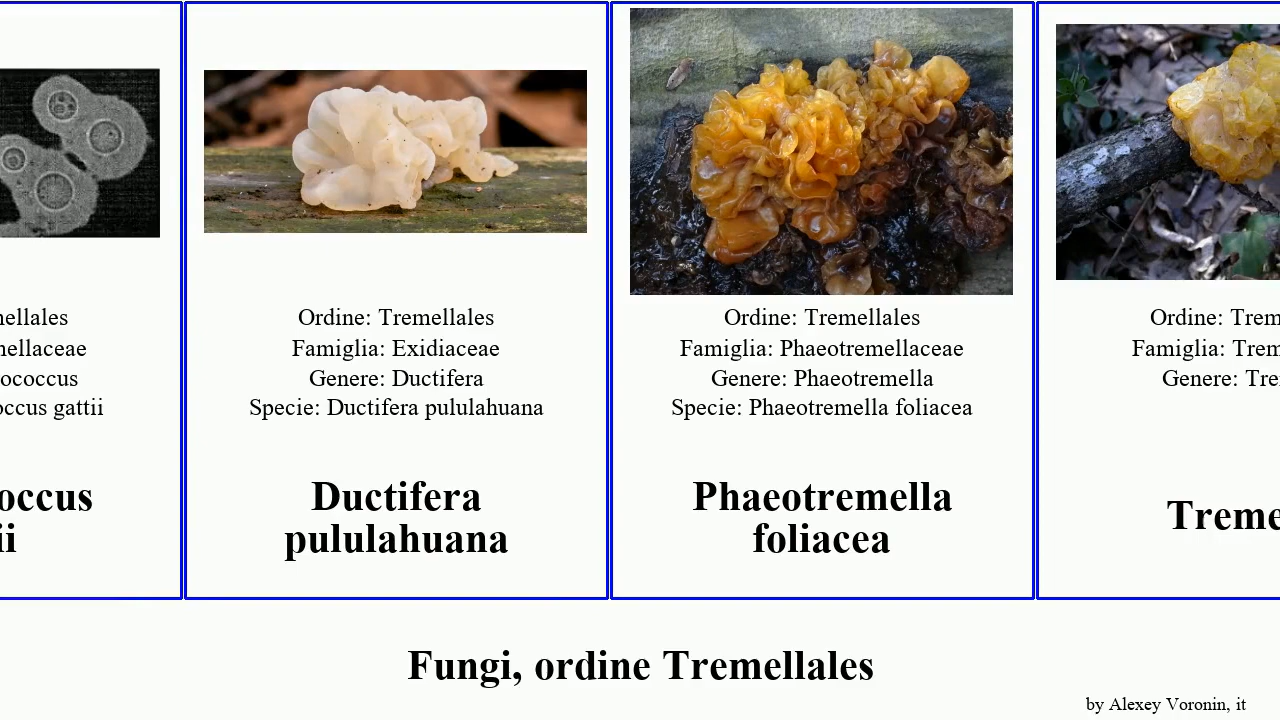 mellales
nellaceae
ococcus
occus gattii
occus
ii
Ordine: Tremellales
Famiglia: Exidiaceae
Genere: Ductifera
Specie: Ductifera pululahuana
Ductifera
pululahuana
Ordine: Tremellales
Famiglia: Phaeotremellaceae
Genere: Phaeotremella
Specie: Phaeotremella foliacea
Phaeotremella
foliacea
Ordine: Trem
Famiglia: Trem
Genere: Tre
Treme
Fungi, ordine Tremellales
by Alexey Voronin, it